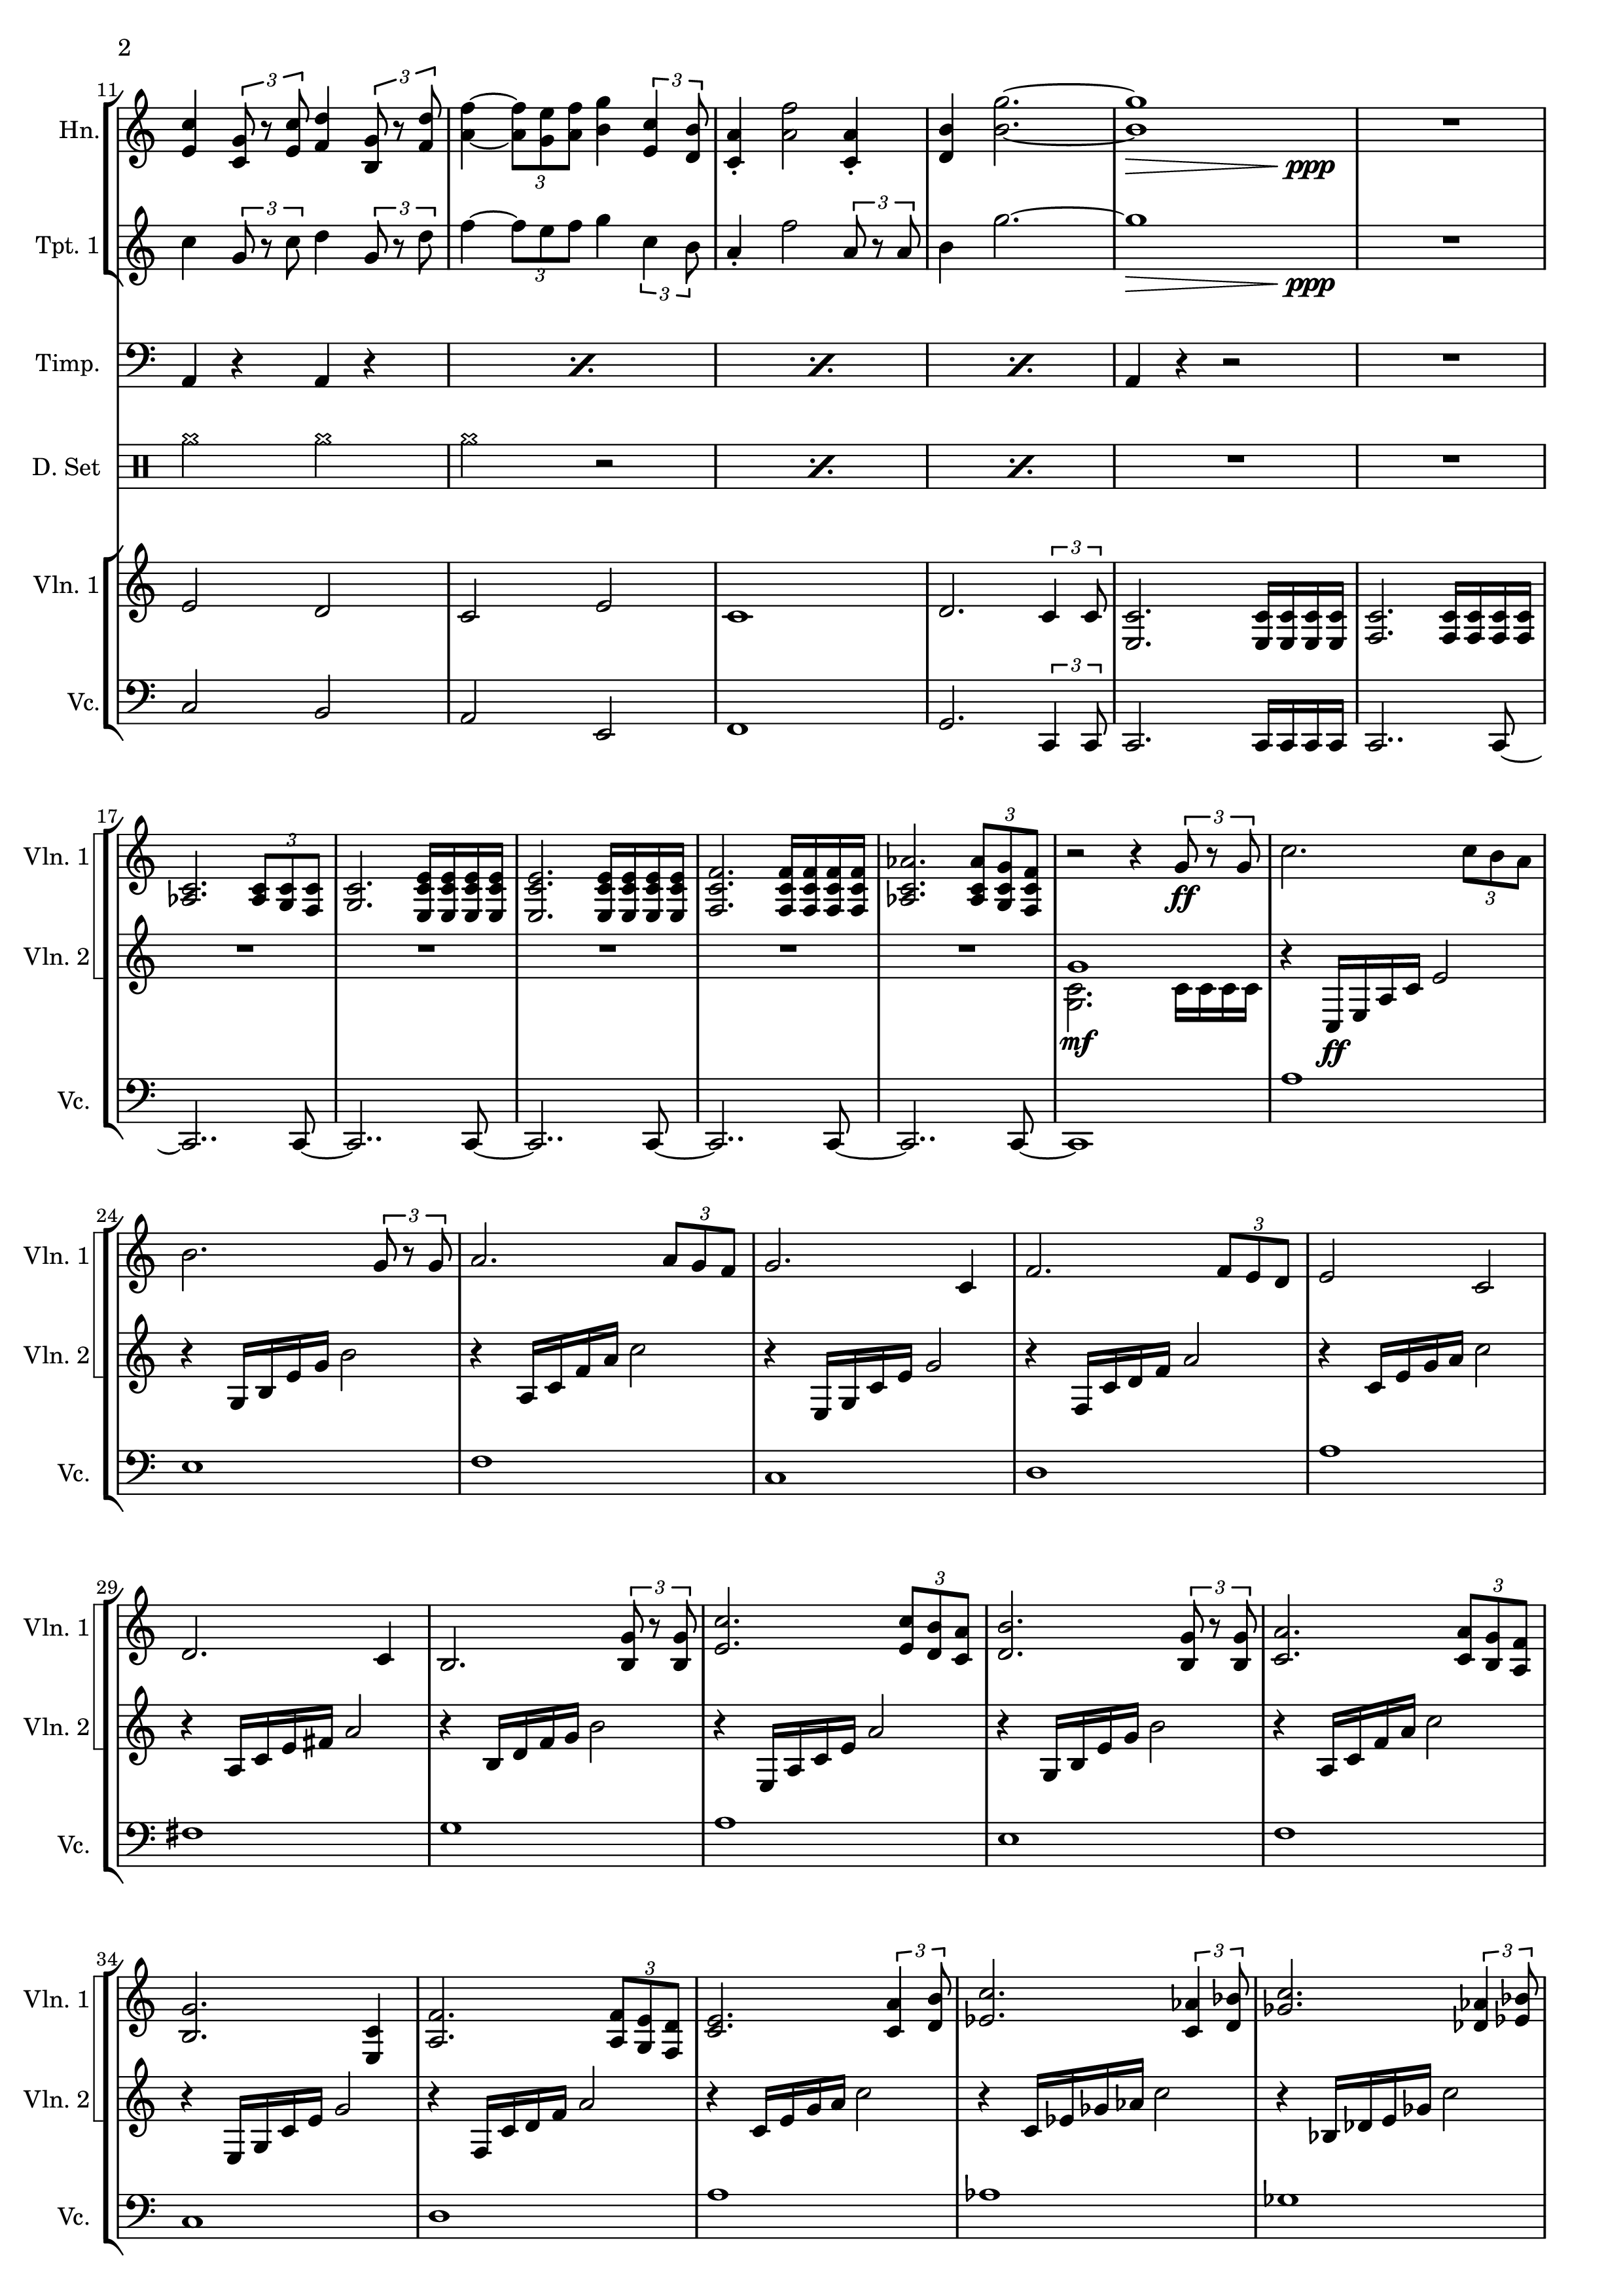 2
11
3 3 3
Hn.
3
ppp
3 3 3
Tpt. 1
3 3
ppp
Timp.
D. Set
3
Vln. 1
3
Vc.
17
3 3 3
Vln. 1
ff 3
Vln. 2
mf ff
Vc.
24
3 3 3
Vln. 1
Vln. 2
Vc.
29
3 3 3 3
Vln. 1
Vln. 2
Vc.
34
3 3 3 3
Vln. 1
Vln. 2
Vc.